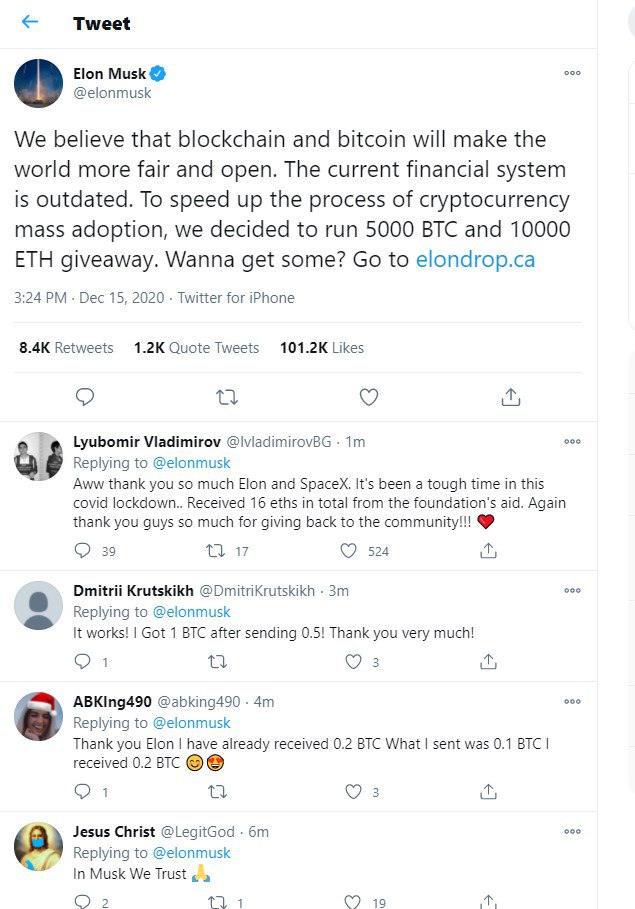 Tweet
Elon Musk
@elonmusk
We believe that blockchain and bitcoin will make the
world more fair and open. The current financial system
is outdated. To speed up the process of cryptocurrency
mass adoption, we decided to run 5000 BTC and 10000
ETH giveaway. Wanna get some? Go to elondrop.ca
3:24 PM · Dec 15, 2020 · Twitter for iPhone
8.4K Retweets 1.2K Quote Tweets 101.2K Likes
Lyubomir Vladimirov @lvladimirovBG · 1m
Replying to @elonmusk
Aww thank you so much Elon and SpaceX. It's been a tough time in this
covid lockdown.. Received 16 eths in total from the foundation's aid. Again
thank you guys so much for giving back to the community!!! ❤️
39 17 524
Dmitrii Krutskikh @DmitriKrutskikh · 3m
Replying to @elonmusk
It works! I Got 1 BTC after sending 0.5! Thank you very much!
1 3
ABKIng490 @abking490 · 4m
Replying to @elonmusk
Thank you Elon I have already received 0.2 BTC What I sent was 0.1 BTC I
received 0.2 BTC 😊😍
1 3
Jesus Christ @LegitGod · 6m
Replying to @elonmusk
In Musk We Trust 🙏
2 1 19